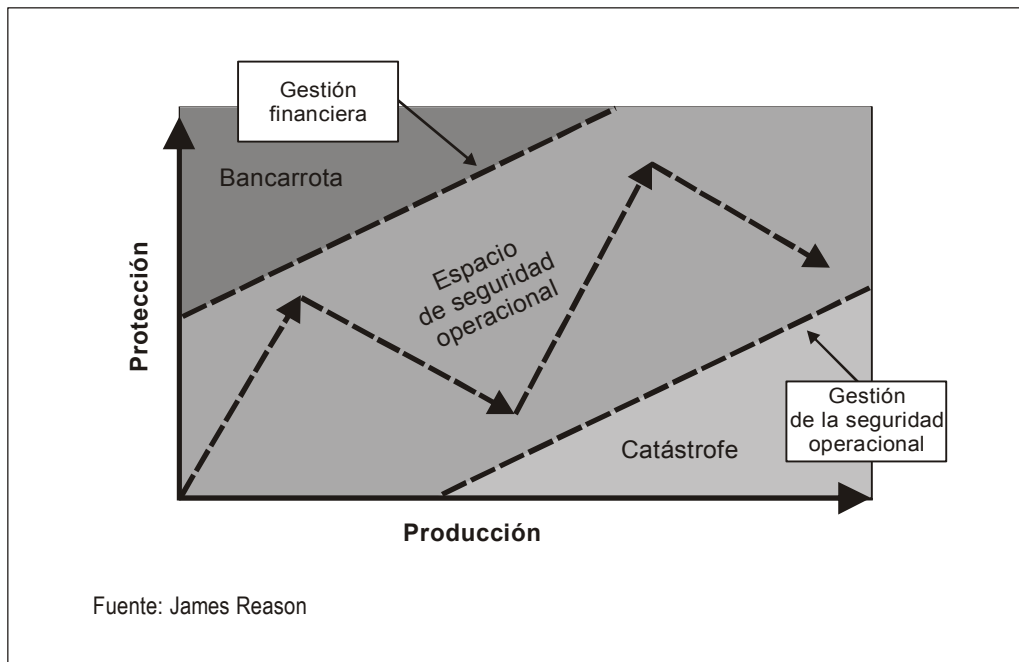 Gestión
financiera
Bancarrota
Protección
Espacio
de seguridad
operacional
Gestión
de la seguridad
operacional
Catástrofe
Producción
Fuente: James Reason